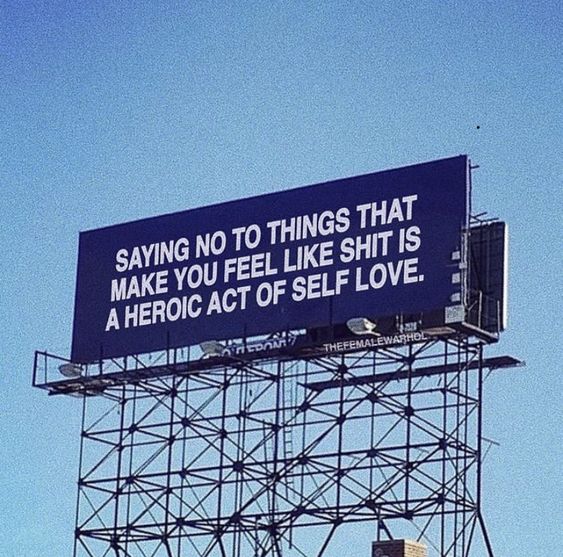 SAYING NO TO THINGS THAT
MAKE YOU FEEL LIKE SHIT IS
A HEROIC ACT OF SELF LOVE.
THEFEMALEWARHOL